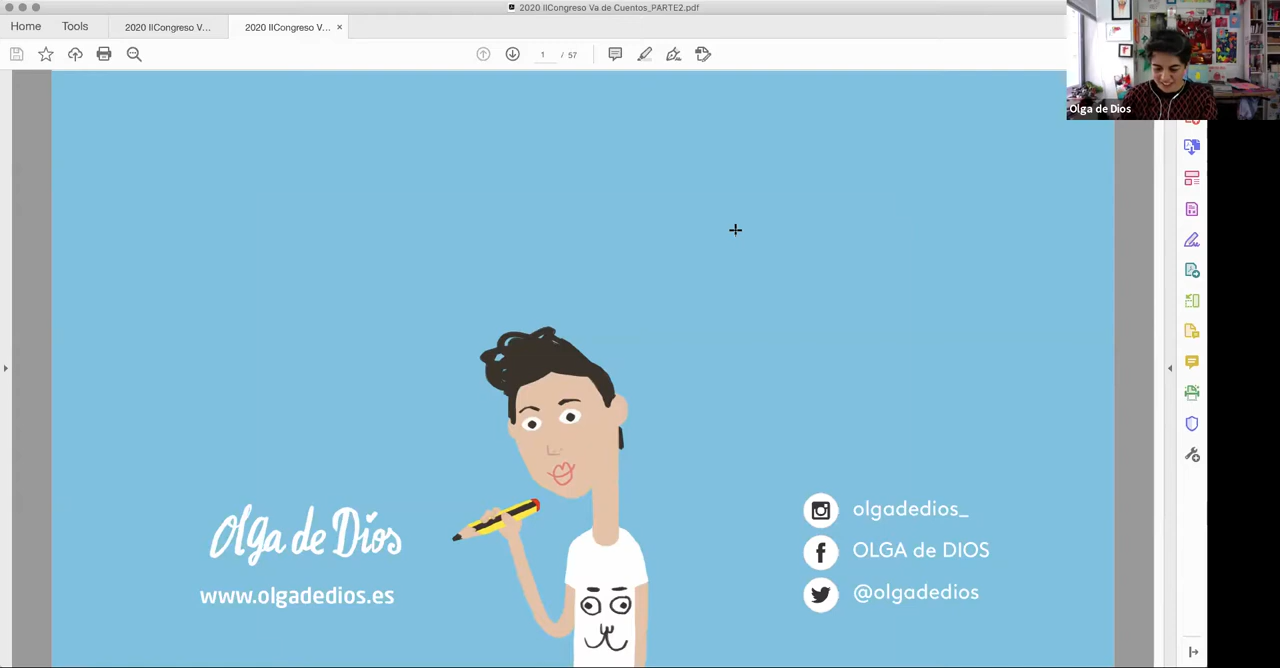 2020 IICongreso Va de Cuentos_PARTE2.pdf
Home
Tools
2020 IICongreso V...
2020 IICongreso V...
1 / 57
Olga de Dios
Olga de Dios
www.olgadedios.es
olgadedios_
OLGA de DIOS
@olgadedios